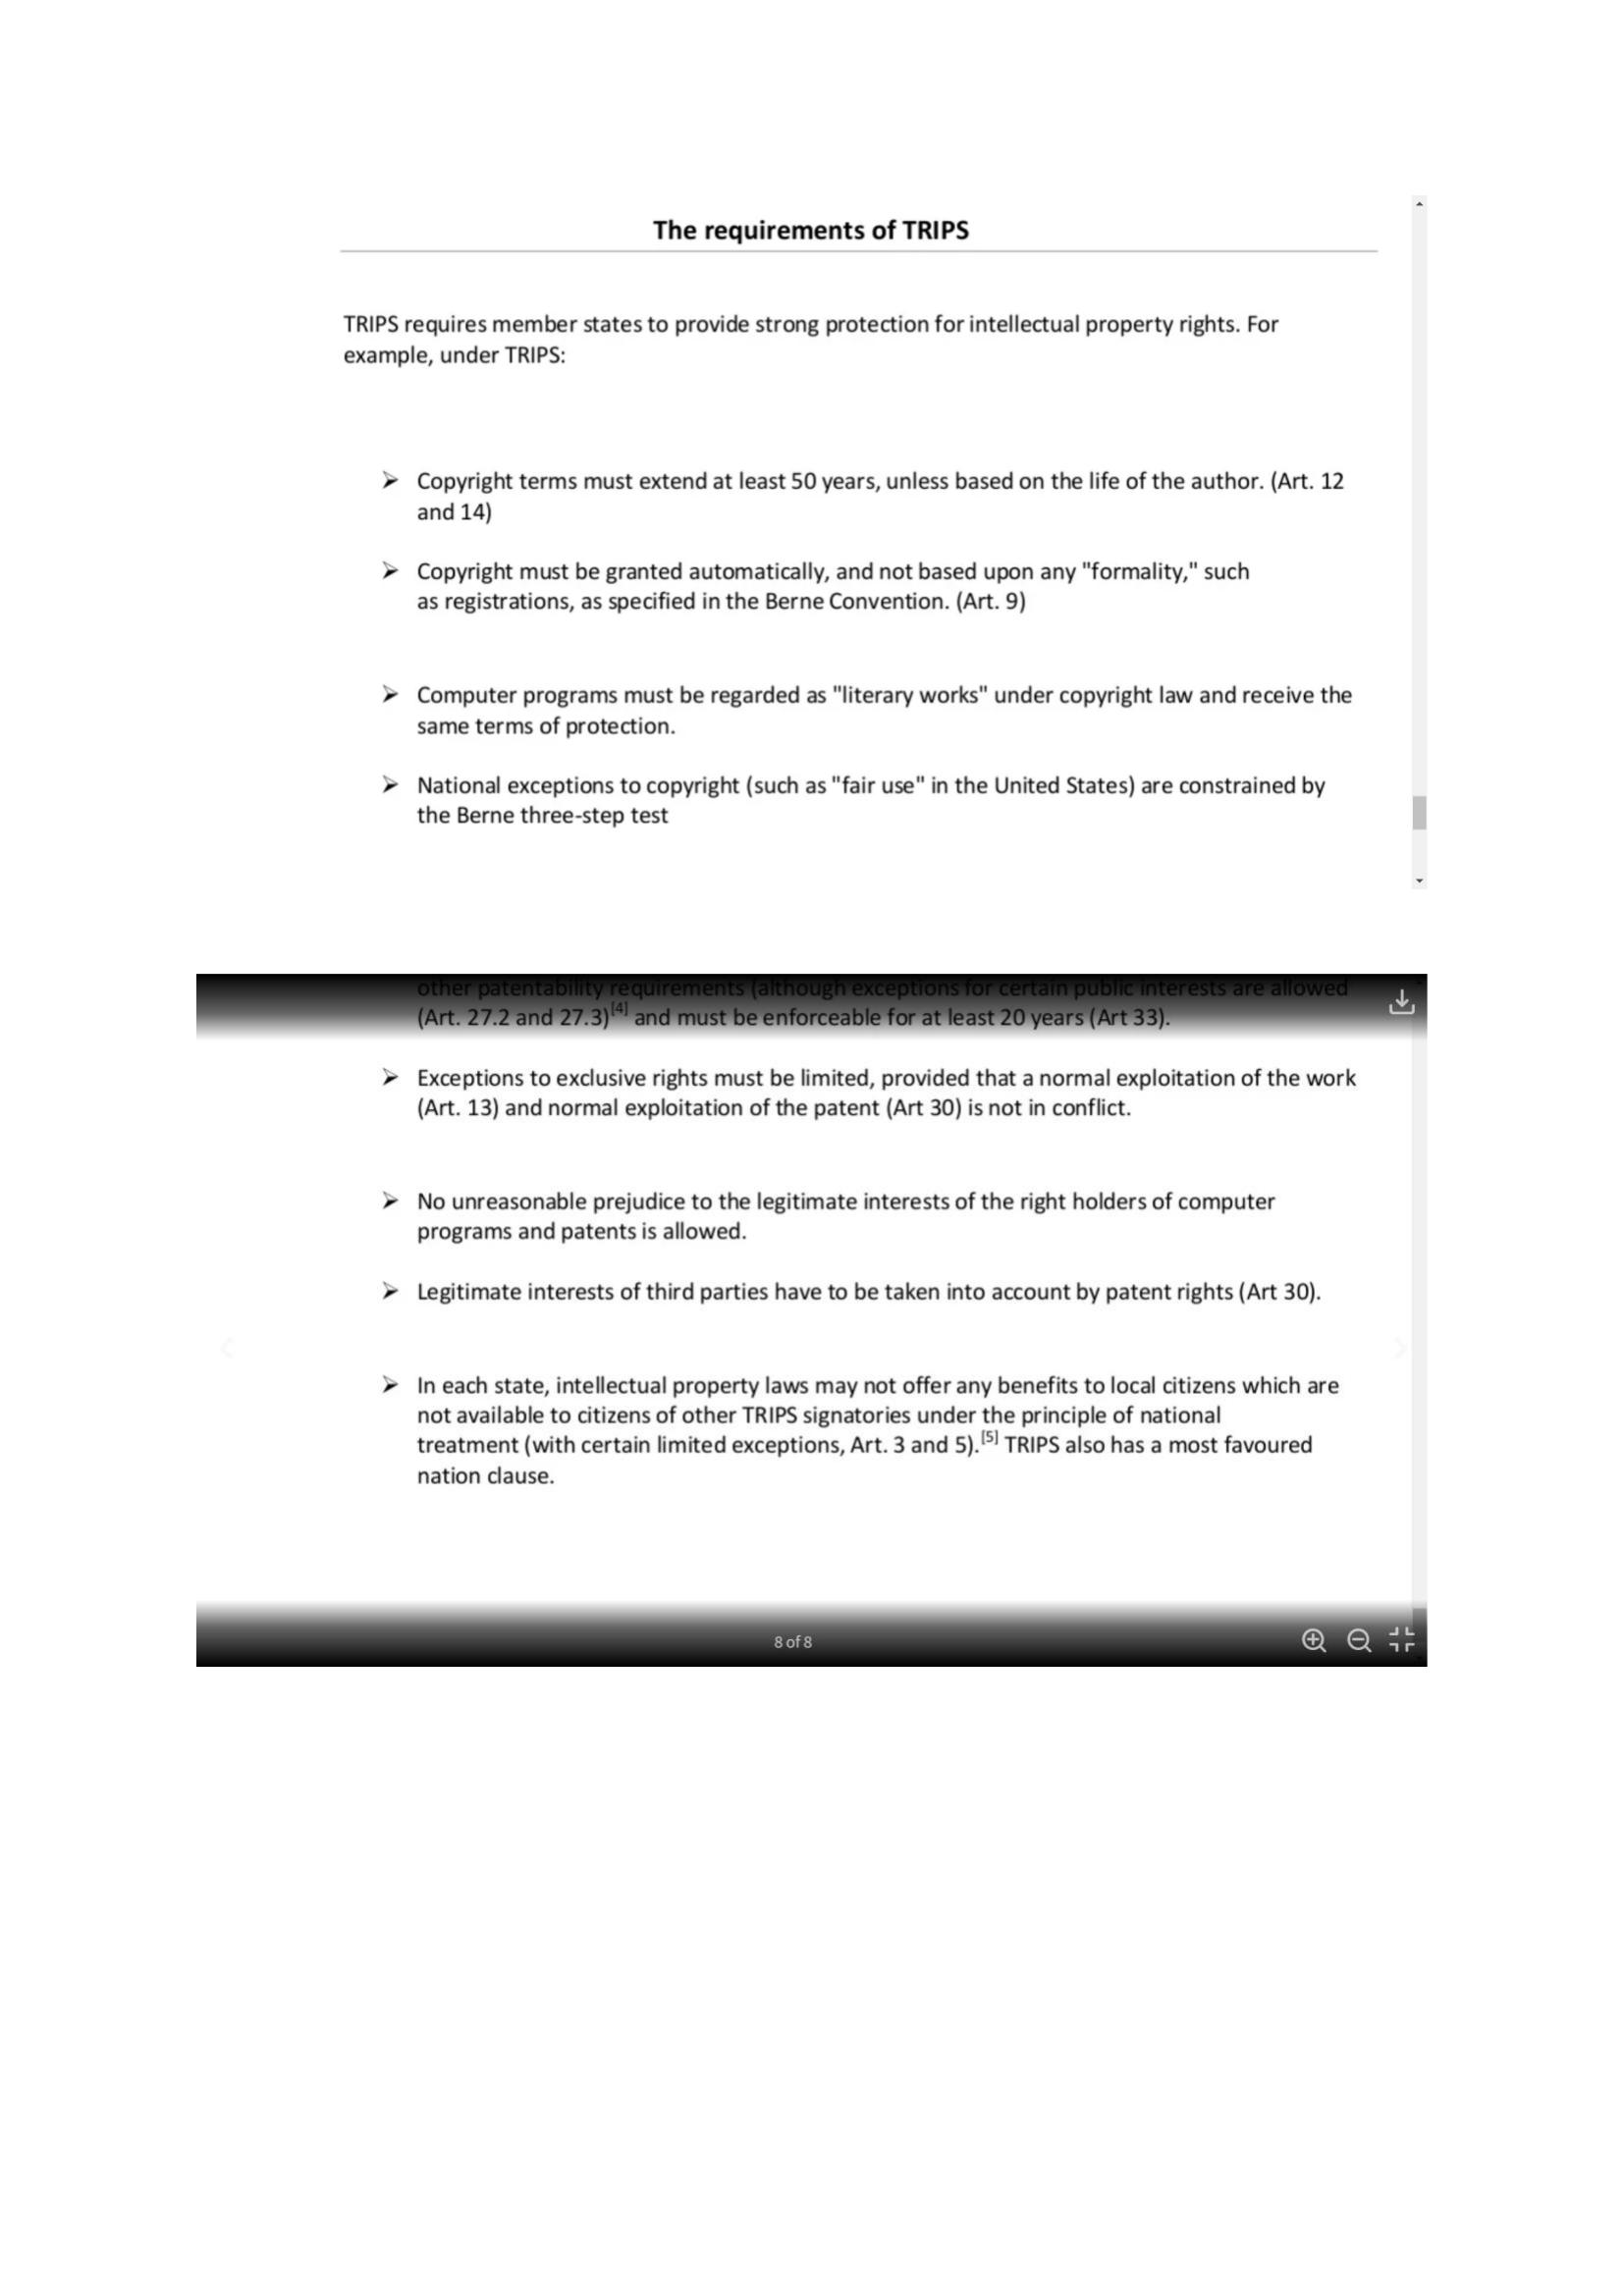 The requirements of TRIPS
TRIPS requires member states to provide strong protection for intellectual property rights. For
example, under TRIPS:
➢ Copyright terms must extend at least 50 years, unless based on the life of the author. (Art. 12
and 14)
➢ Copyright must be granted automatically, and not based upon any "formality," such
as registrations, as specified in the Berne Convention. (Art. 9)
➢ Computer programs must be regarded as "literary works" under copyright law and receive the
same terms of protection.
➢ National exceptions to copyright (such as "fair use" in the United States) are constrained by
the Berne three-step test
other patentability requirements (although exceptions for certain public interests are allowed
(Art. 27.2 and 27.3)[4] and must be enforceable for at least 20 years (Art 33).
➢ Exceptions to exclusive rights must be limited, provided that a normal exploitation of the work
(Art. 13) and normal exploitation of the patent (Art 30) is not in conflict.
➢ No unreasonable prejudice to the legitimate interests of the right holders of computer
programs and patents is allowed.
➢ Legitimate interests of third parties have to be taken into account by patent rights (Art 30).
➢ In each state, intellectual property laws may not offer any benefits to local citizens which are
not available to citizens of other TRIPS signatories under the principle of national
treatment (with certain limited exceptions, Art. 3 and 5).[5] TRIPS also has a most favoured
nation clause.
8 of 8